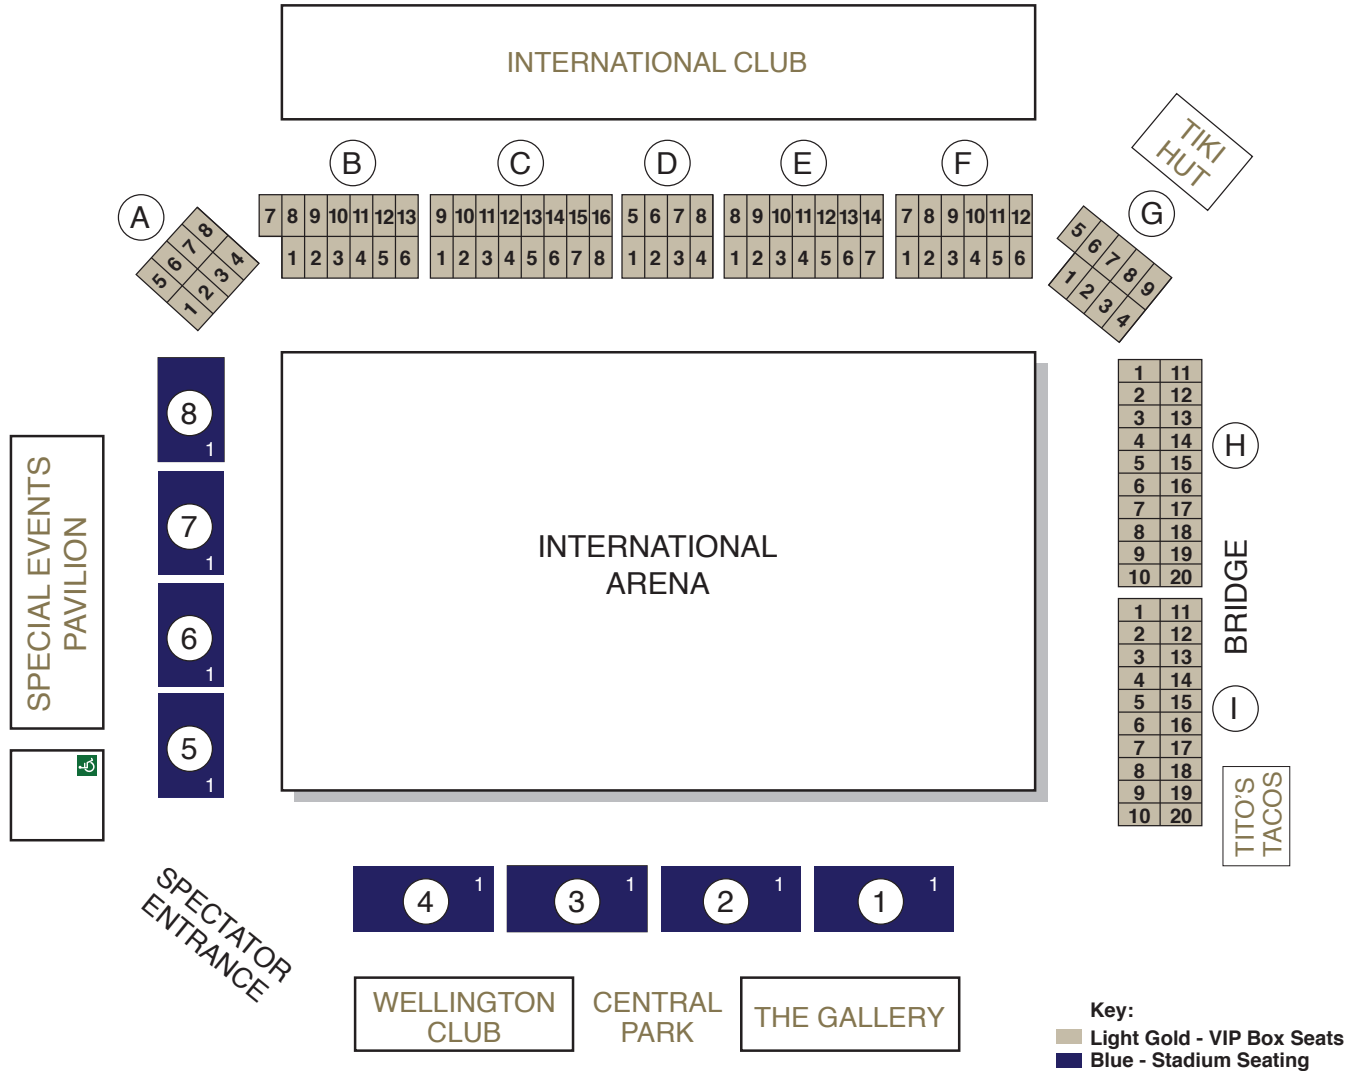 INTERNATIONAL CLUB
TIKI
HUT
A
B
C
D
E
F
G
5 6 7 8
1 2 3 4
7 8 9 10 11 12 13
1 2 3 4 5 6
9 10 11 12 13 14 15 16
1 2 3 4 5 6 7 8
5 6 7 8
1 2 3 4
8 9 10 11 12 13 14
1 2 3 4 5 6 7
7 8 9 10 11 12
1 2 3 4 5 6
5 6 7 8 9
1 2 3 4
8
1
7
1
6
1
5
1
SPECIAL EVENTS
PAVILION
INTERNATIONAL
ARENA
1 11
2 12
3 13
4 14
5 15
6 16
7 17
8 18
9 19
10 20
H
BRIDGE
1 11
2 12
3 13
4 14
5 15
6 16
7 17
8 18
9 19
10 20
I
TITO'S
TACOS
SPECTATOR
ENTRANCE
4 1
3 1
2 1
1 1
WELLINGTON
CLUB
CENTRAL
PARK
THE GALLERY
Key:
Light Gold - VIP Box Seats
Blue - Stadium Seating